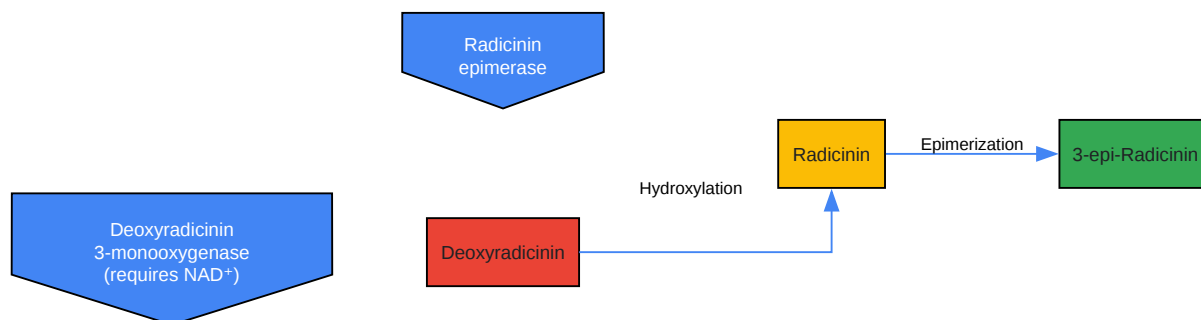 Radicinin
epimerase
Radicinin
Epimerization
3-epi-Radicinin
Hydroxylation
Deoxyradicinin
3-monooxygenase
(requires NAD⁺)
Deoxyradicinin